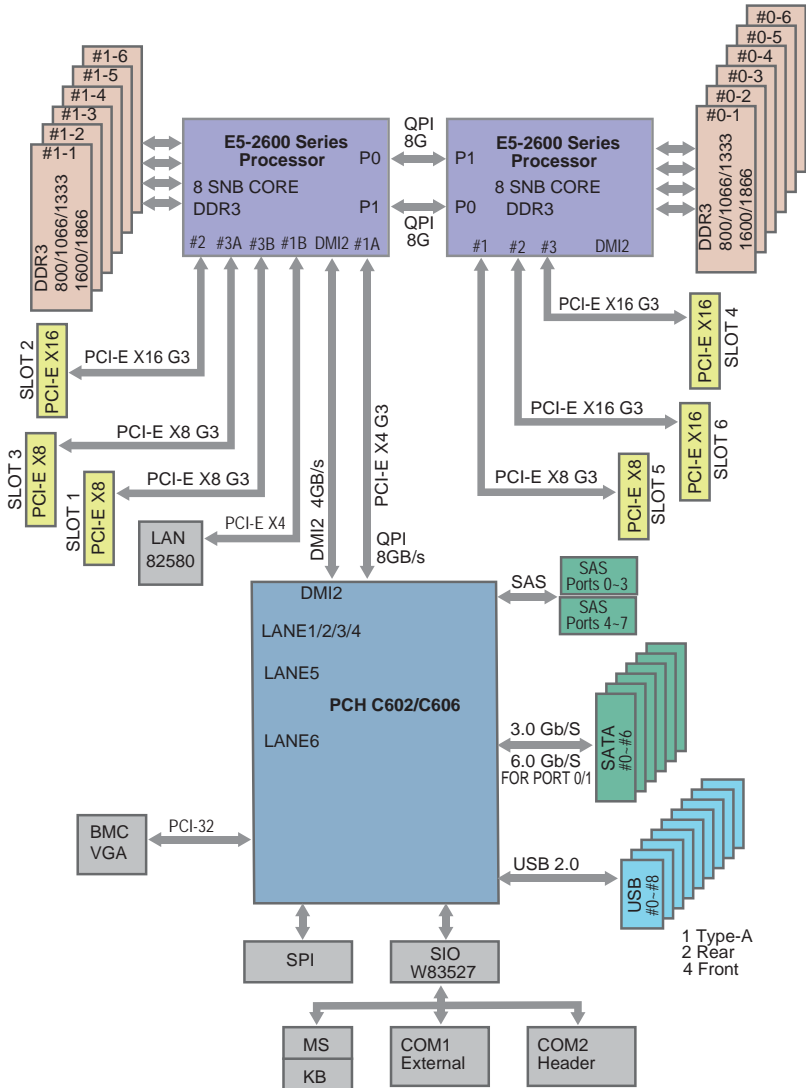 #1-6
#1-5
#1-4
#1-3
#1-2
#1-1
DDR3
800/1066/1333
1600/1866
E5-2600 Series
Processor
8 SNB CORE
DDR3
P0
P1
#2 #3A #3B #1B DMI2 #1A
QPI
8G
QPI
8G
E5-2600 Series
Processor
P1
P0
8 SNB CORE
DDR3
#1 #2 #3 DMI2
#0-6
#0-5
#0-4
#0-3
#0-2
#0-1
DDR3
800/1066/1333
1600/1866
SLOT 2
PCI-E X16
PCI-E X16 G3
SLOT 3
PCI-E X8
PCI-E X8 G3
SLOT 1
PCI-E X8
PCI-E X8 G3
LAN
82580
PCI-E X4
DMI2 4GB/s
PCI-E X4 G3
QPI
8GB/s
PCI-E X16 G3
PCI-E X16
SLOT 4
PCI-E X16 G3
PCI-E X16
SLOT 6
PCI-E X8 G3
PCI-E X8
SLOT 5
DMI2
LANE1/2/3/4
LANE5
PCH C602/C606
LANE6
SAS
SAS
Ports 0~3
SAS
Ports 4~7
3.0 Gb/S
6.0 Gb/S
FOR PORT 0/1
SATA
#0~#6
BMC
VGA
PCI-32
USB 2.0
USB
#0~#8
1 Type-A
2 Rear
4 Front
SPI
SIO
W83527
MS
KB
COM1
External
COM2
Header